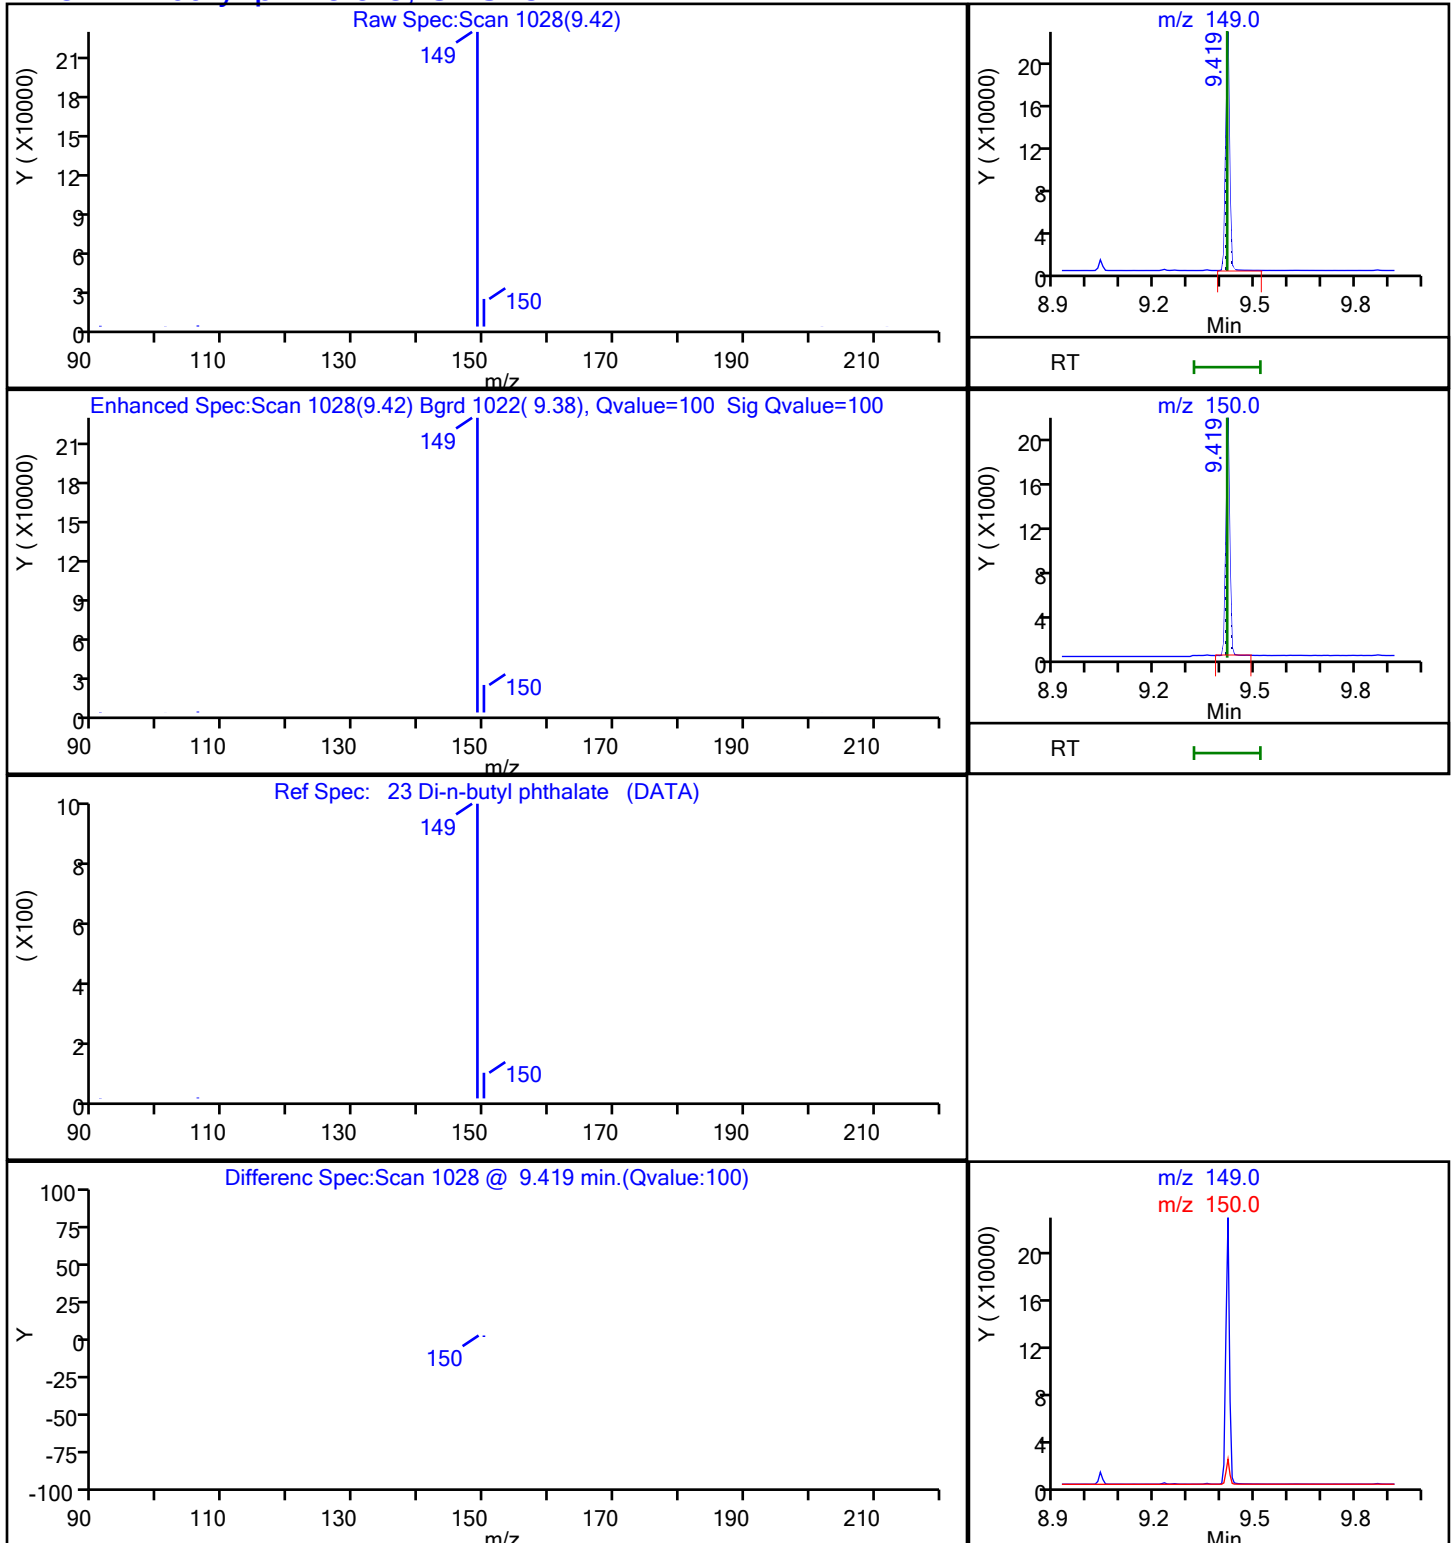 Raw Spec:Scan 1028(9.42)
Y ( X10000)
21
18
15
12
9
6
3
0
149
150
90 110 130 150 170 190 210
m/z
m/z 149.0
Y ( X10000)
20
16
12
8
4
0
9.419
8.9 9.2 9.5 9.8
Min
RT
Enhanced Spec:Scan 1028(9.42) Bgrd 1022( 9.38), Qvalue=100 Sig Qvalue=100
Y ( X10000)
21
18
15
12
9
6
3
0
149
150
90 110 130 150 170 190 210
m/z
m/z 150.0
Y ( X1000)
20
16
12
8
4
0
9.419
8.9 9.2 9.5 9.8
Min
RT
Ref Spec: 23 Di-n-butyl phthalate (DATA)
( X100)
10
8
6
4
2
0
149
150
90 110 130 150 170 190 210
Differenc Spec:Scan 1028 @ 9.419 min.(Qvalue:100)
Y
100
75
50
25
0
-25
-50
-75
-100
150
90 110 130 150 170 190 210
m/z
m/z 149.0
m/z 150.0
Y ( X10000)
20
16
12
8
4
0
8.9 9.2 9.5 9.8
Min